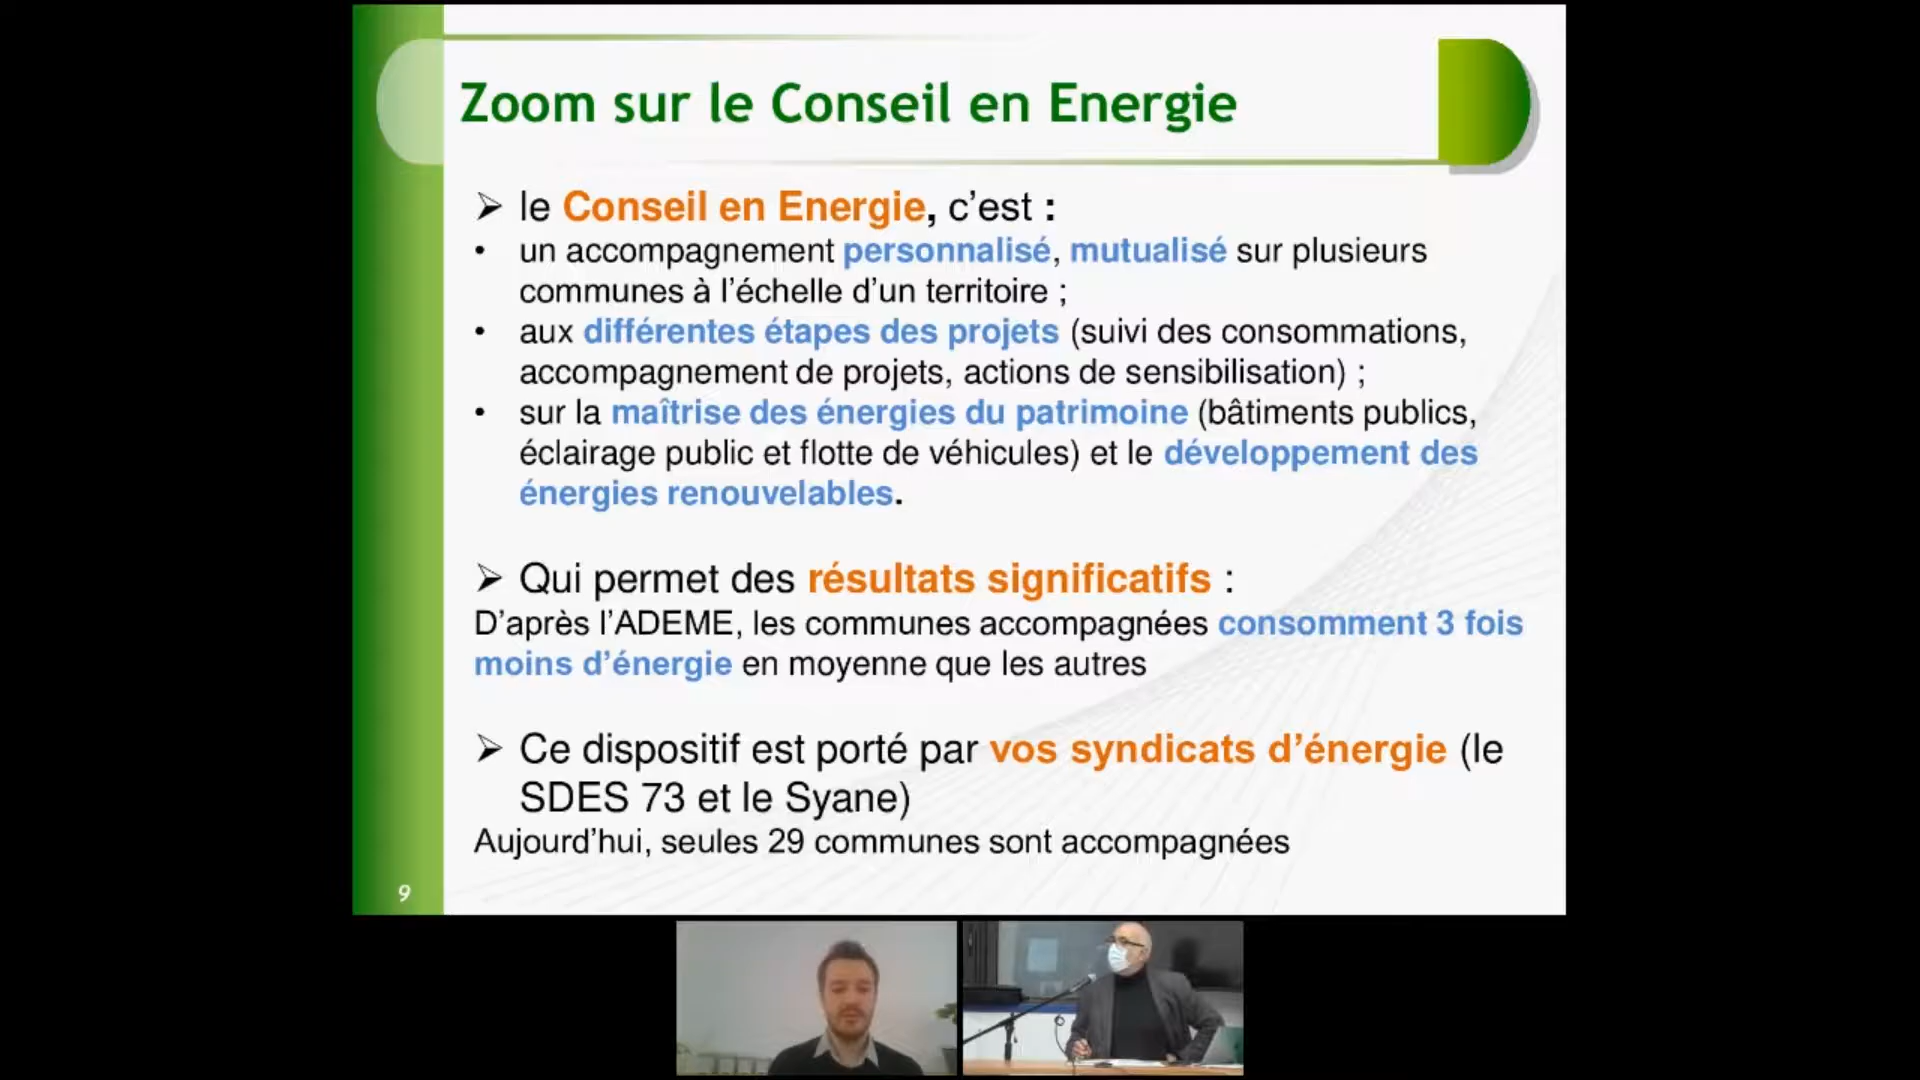 Zoom sur le Conseil en Energie
➢ le Conseil en Energie, c’est :
• un accompagnement personnalisé, mutualisé sur plusieurs
communes à l’échelle d’un territoire ;
• aux différentes étapes des projets (suivi des consommations,
accompagnement de projets, actions de sensibilisation) ;
• sur la maîtrise des énergies du patrimoine (bâtiments publics,
éclairage public et flotte de véhicules) et le développement des
énergies renouvelables.
➢ Qui permet des résultats significatifs :
D’après l’ADEME, les communes accompagnées consomment 3 fois
moins d’énergie en moyenne que les autres
➢ Ce dispositif est porté par vos syndicats d’énergie (le
SDES 73 et le Syane)
Aujourd’hui, seules 29 communes sont accompagnées
9